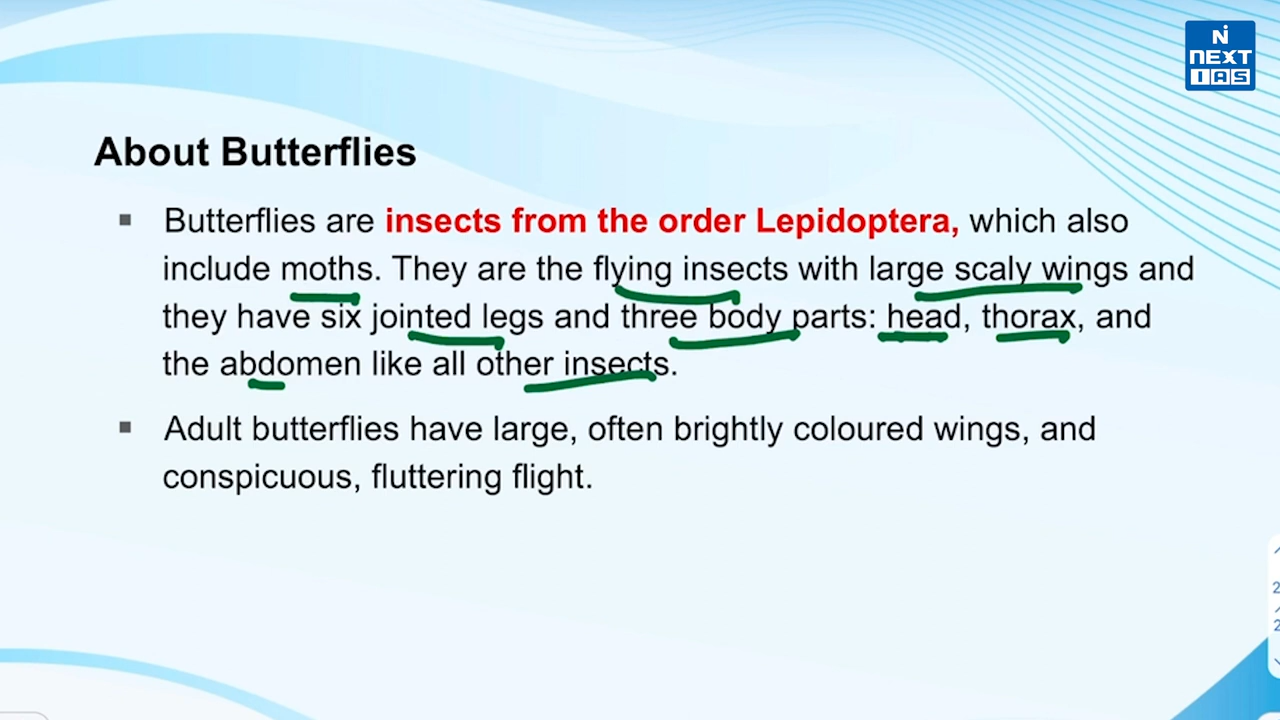 NEXT
IAS
About Butterflies
▪ Butterflies are insects from the order Lepidoptera, which also
include moths. They are the flying insects with large scaly wings and
they have six jointed legs and three body parts: head, thorax, and
the abdomen like all other insects.
▪ Adult butterflies have large, often brightly coloured wings, and
conspicuous, fluttering flight.